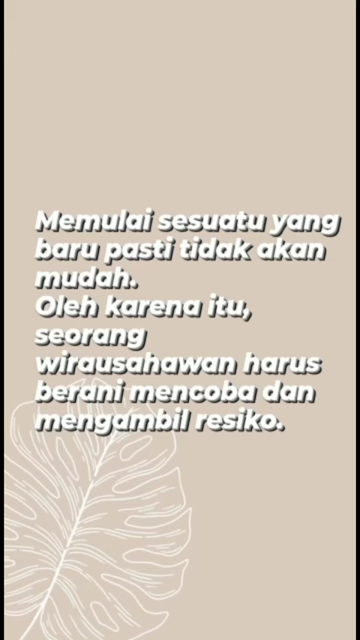 Memulai sesuatu yang
baru pasti tidak akan
mudah.
Oleh karena itu,
seorang
wirausahawan harus
berani mencoba dan
mengambil resiko.